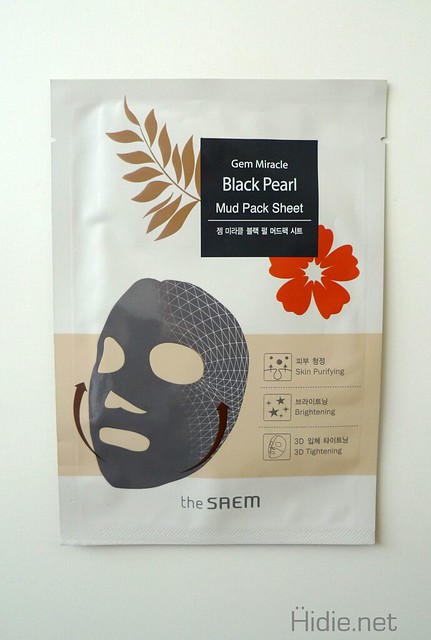 Gem Miracle
Black Pearl
Mud Pack Sheet
젬 미라클 블랙 펄 머드팩 시트
피부 청정
Skin Purifying
브라이트닝
Brightening
3D 입체 타이트닝
3D Tightening
the SAEM
Hidie.net